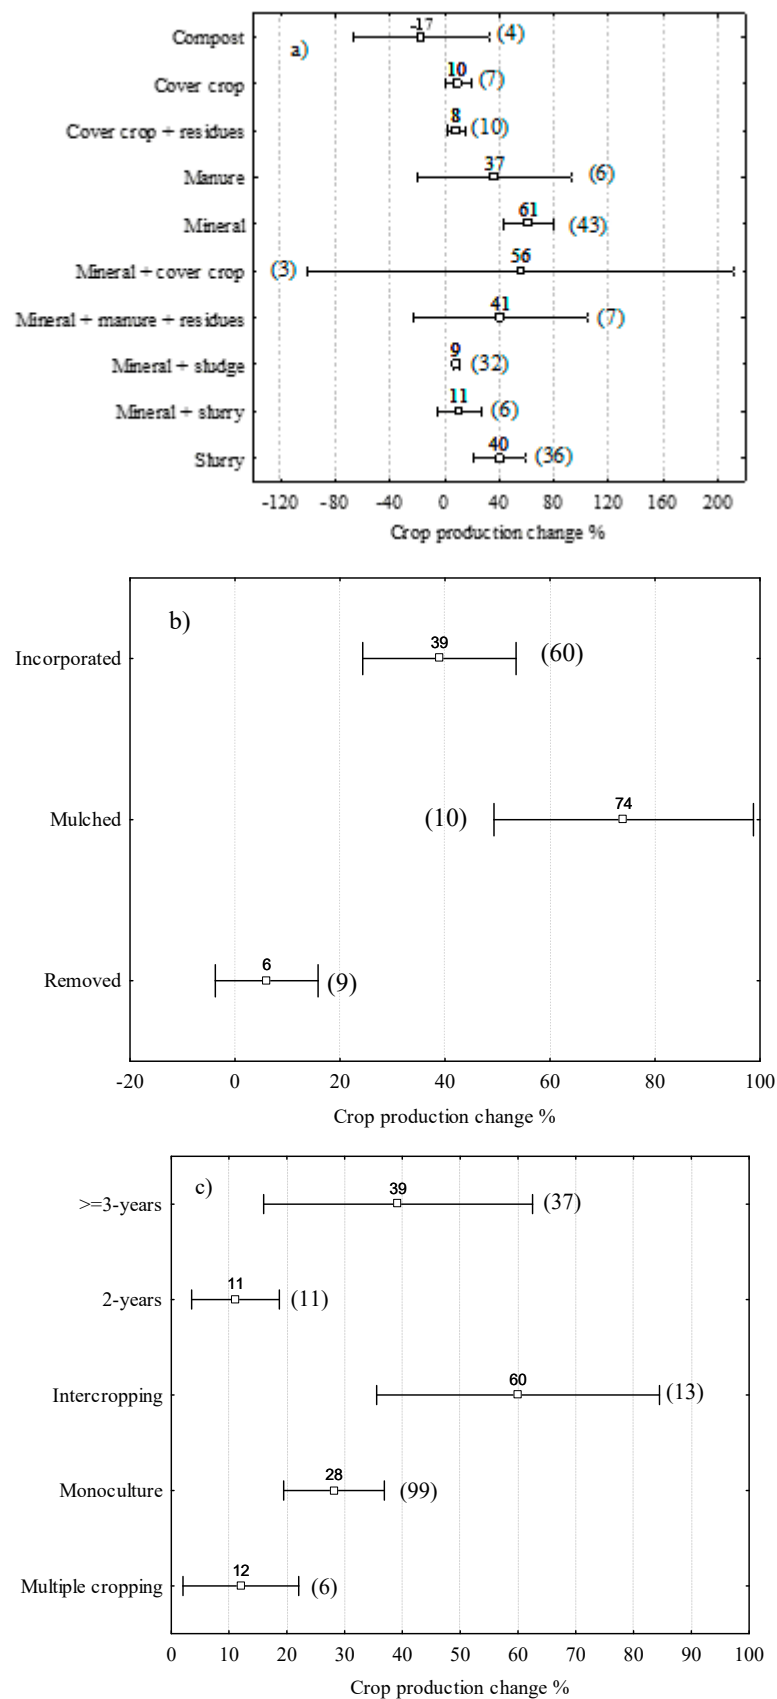 a)
Compost -17 (4)
Cover crop 10 (7)
Cover crop + residues 8 (10)
Manure 37 (6)
Mineral 61 (43)
Mineral + cover crop (3) 56
Mineral + manure + residues 41 (7)
Mineral + sludge 9 (32)
Mineral + slurry 11 (6)
Slurry 40 (36)
-120 -80 -40 0 40 80 120 160 200
Crop production change %
b)
Incorporated 39 (60)
Mulched (10) 74
Removed 6 (9)
-20 0 20 40 60 80 100
Crop production change %
c)
>=3-years 39 (37)
2-years 11 (11)
Intercropping 60 (13)
Monoculture 28 (99)
Multiple cropping 12 (6)
0 10 20 30 40 50 60 70 80 90 100
Crop production change %